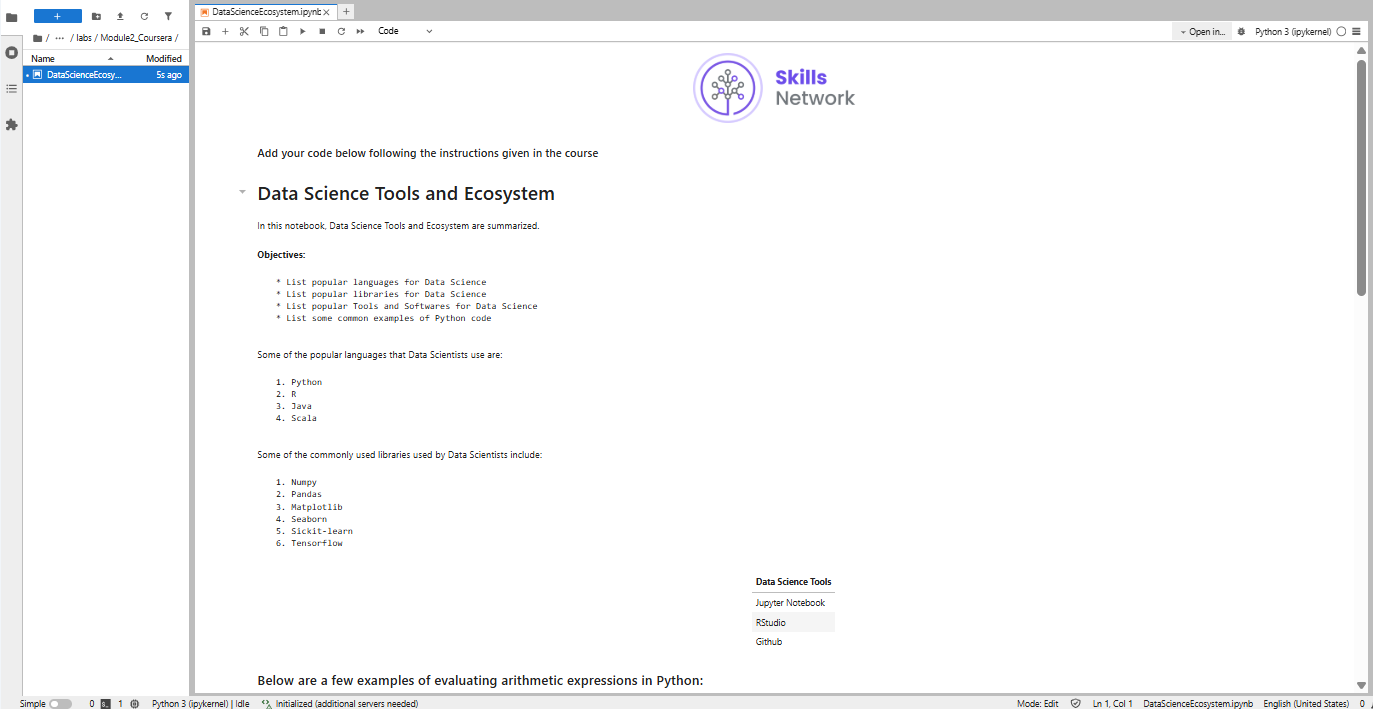 DataScienceEcosystem.ipynb
Code
Open in...
Python 3 (ipykernel)
/ ··· / labs / Module2_Coursera /
Name Modified
DataScienceEcosy... 5s ago
Skills
Network
Add your code below following the instructions given in the course
Data Science Tools and Ecosystem
In this notebook, Data Science Tools and Ecosystem are summarized.
Objectives:
* List popular languages for Data Science
* List popular libraries for Data Science
* List popular Tools and Softwares for Data Science
* List some common examples of Python code
Some of the popular languages that Data Scientists use are:
1. Python
2. R
3. Java
4. Scala
Some of the commonly used libraries used by Data Scientists include:
1. Numpy
2. Pandas
3. Matplotlib
4. Seaborn
5. Sickit-learn
6. Tensorflow
Data Science Tools
Jupyter Notebook
RStudio
Github
Below are a few examples of evaluating arithmetic expressions in Python:
Simple 0 1 Python 3 (ipykernel) | Idle Initialized (additional servers needed) Mode: Edit Ln 1, Col 1 DataScienceEcosystem.ipynb English (United States) 0